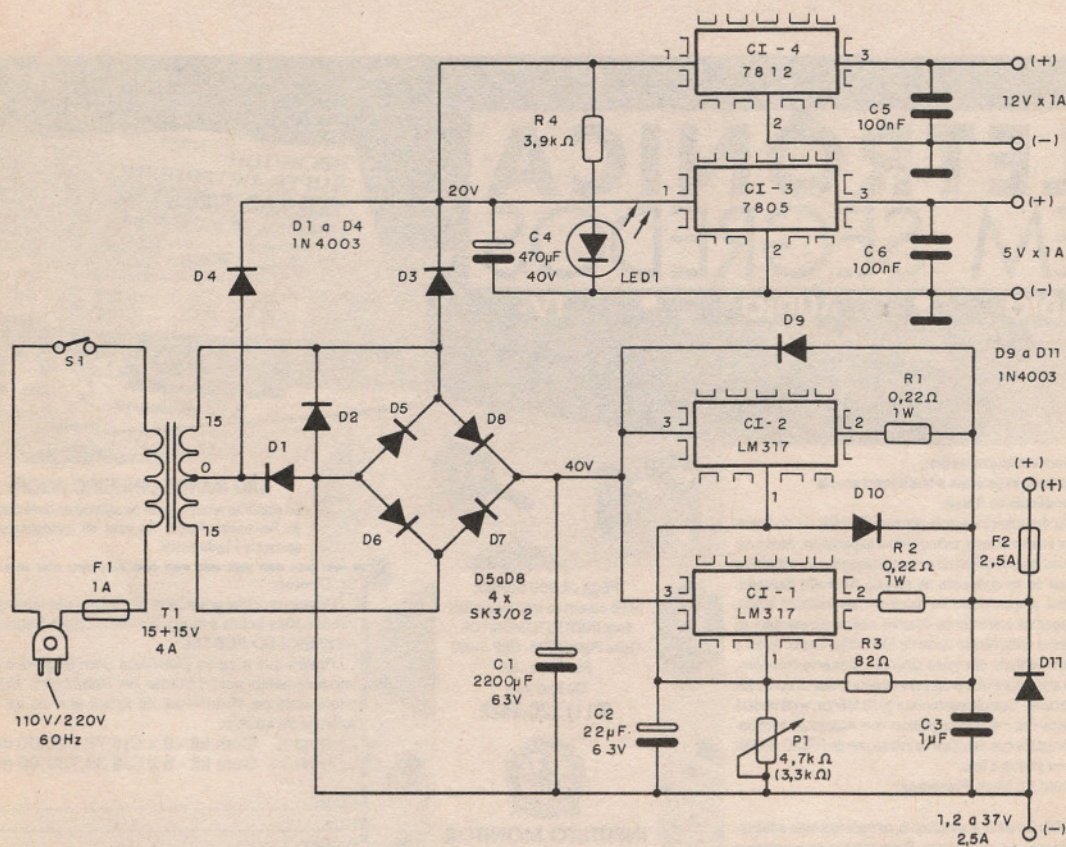 CI-4
7812
1
3
2
(+)
12V x 1A
(-)
C5
100nF
R4
3,9kΩ
20V
D1 a D4
1N4003
CI-3
7805
1
3
2
(+)
5V x 1A
(-)
C6
100nF
D4
D3
C4
470µF
40V
LED1
S1
D9
D9 a D11
1N4003
R1
0,22Ω
1W
15
0
15
D2
D1
D5
D8
D6
D7
40V
CI-2
LM317
3
2
1
D10
(+)
(+)
F2
2,5A
R2
0,22Ω
1W
CI-1
LM317
3
2
1
R3
82Ω
D11
F1
1A
T1
15+15V
4A
D5aD8
4x
SK3/02
C1
2200µF
63V
C2
22µF
63V
P1
4,7kΩ
(3,3kΩ)
C3
1µF
110V/220V
60Hz
1,2 a 37V
2,5A
(-)